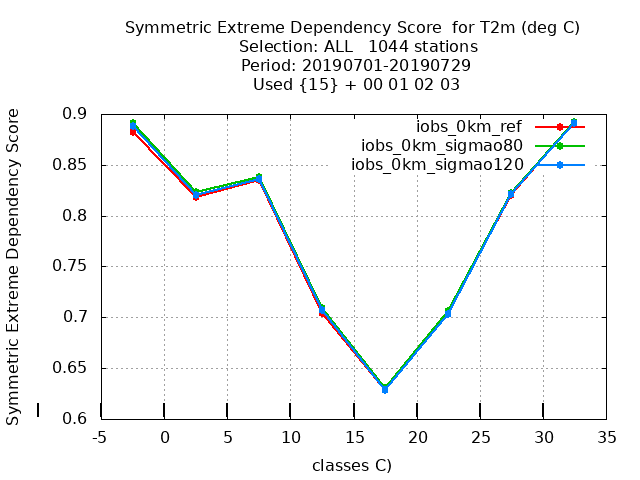 Symmetric Extreme Dependency Score  for T2m (deg C)
Selection: ALL   1044 stations
Period: 20190701-20190729
Used {15} + 00 01 02 03
Symmetric Extreme Dependency Score
0.9
0.85
0.8
0.75
0.7
0.65
0.6
iobs_0km_ref
iobs_0km_sigmao80
iobs_0km_sigmao120
-5
0
5
10
15
20
25
30
35
classes C)